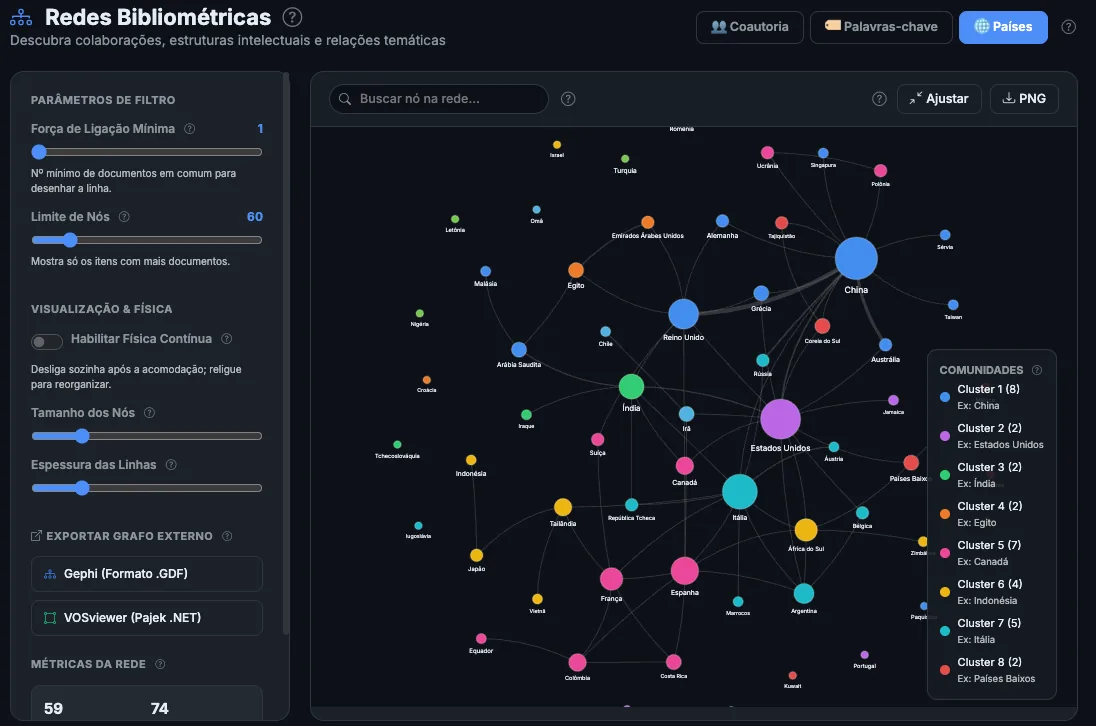 Redes Bibliométricas ?
Descubra colaborações, estruturas intelectuais e relações temáticas
Coautoria
Palavras-chave
Países
?
PARÂMETROS DE FILTRO
Força de Ligação Mínima ? 1
Nº mínimo de documentos em comum para
desenhar a linha.
Limite de Nós ? 60
Mostra só os itens com mais documentos.
VISUALIZAÇÃO & FÍSICA
Habilitar Física Contínua ?
Desliga sozinha após a acomodação; religue
para reorganizar.
Tamanho dos Nós ?
Espessura das Linhas ?
EXPORTAR GRAFO EXTERNO ?
Gephi (Formato .GDF)
VOSviewer (Pajek .NET)
MÉTRICAS DA REDE ?
59 74
Buscar nó na rede... ?
? Ajustar
PNG
Romênia
Israel
Turquia
Ucrânia
Singapura
Polônia
Letônia
Omã
Emirados Árabes Unidos
Alemanha
Tajiquistão
Sérvia
Malásia
Egito
China
Nigéria
Grécia
Taiwan
Reino Unido
Chile
Coreia do Sul
Arábia Saudita
Rússia
Austrália
Croácia
Índia
Iraque
Irã
Jamaica
Estados Unidos
Tchecoslováquia
Suíça
Áustria
Indonésia
Canadá
Países Baixo
Iugoslávia
Tailândia
República Tcheca
Itália
Bélgica
África do Sul
Zimbá
Japão
França
Espanha
Vietnã
Marrocos
Argentina
Paqui
Equador
Colômbia
Costa Rica
Portugal
Kuwait
COMUNIDADES ?
Cluster 1 (8)
Ex: China
Cluster 2 (2)
Ex: Estados Unidos
Cluster 3 (2)
Ex: Índia
Cluster 4 (2)
Ex: Egito
Cluster 5 (7)
Ex: Canadá
Cluster 6 (4)
Ex: Indonésia
Cluster 7 (5)
Ex: Itália
Cluster 8 (2)
Ex: Países Baixos